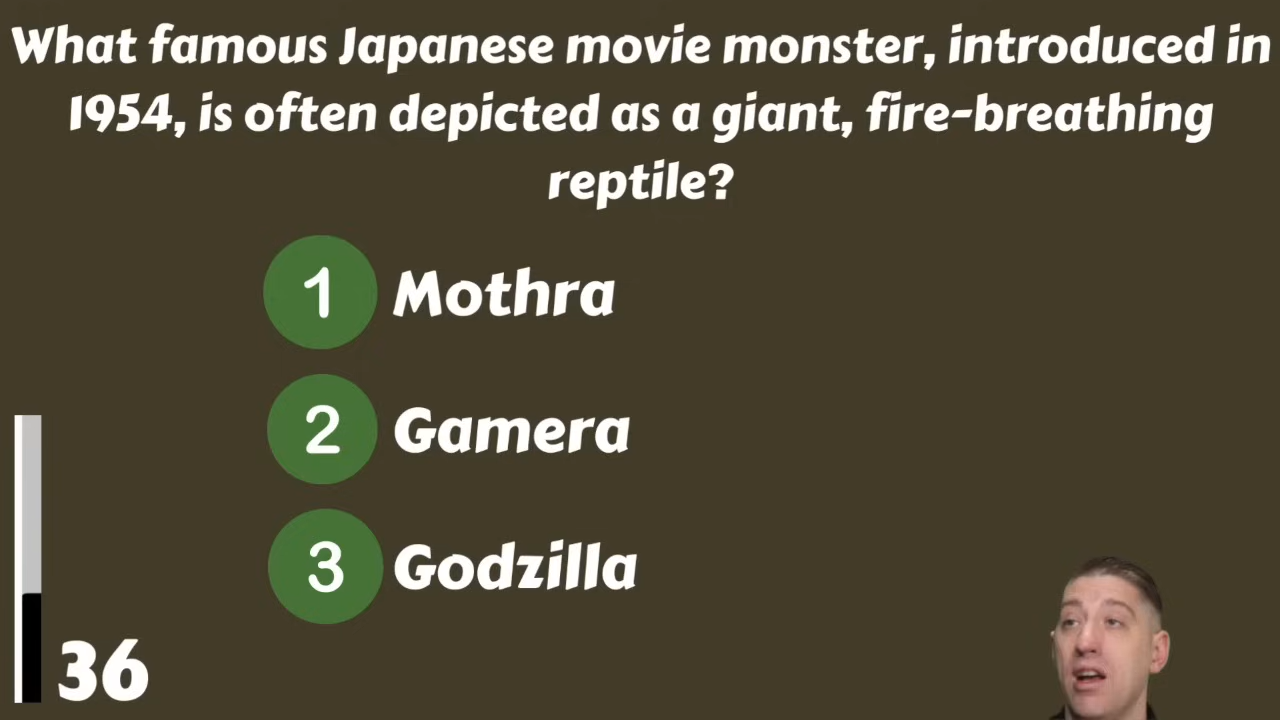 What famous Japanese movie monster, introduced in
1954, is often depicted as a giant, fire-breathing
reptile?
1 Mothra
2 Gamera
3 Godzilla
36